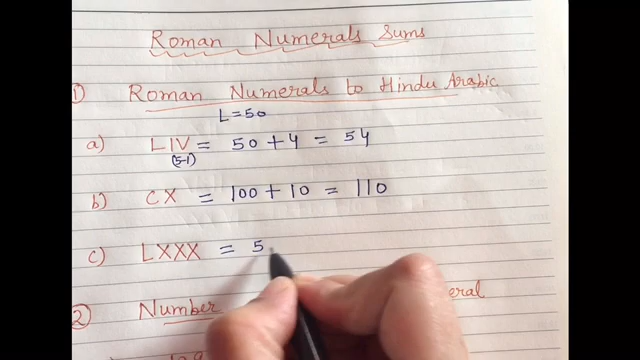 Roman Numerals Sums
1 Roman Numerals to Hindu Arabic
L = 50
a) LIV = 50 + 4 = 54
(5-1)
b) CX = 100 + 10 = 110
c) LXXX = 5
2 Number